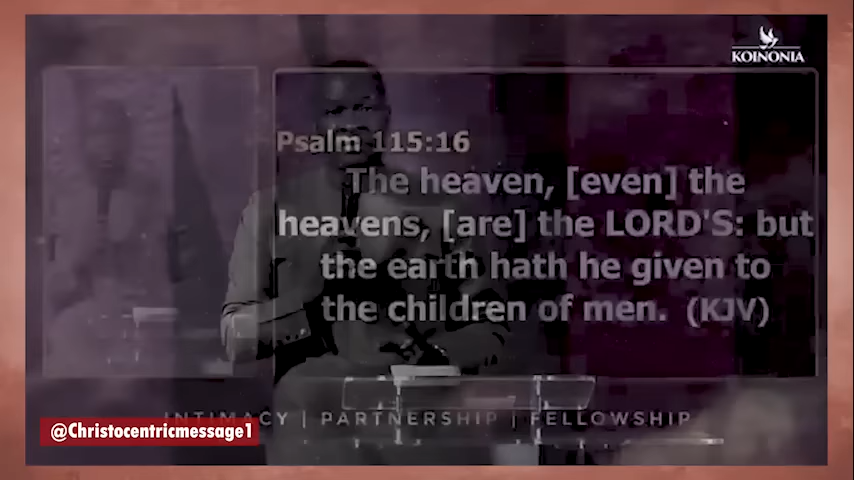 KOINONIA
Psalm 115:16
The heaven, [even] the
heavens, [are] the LORD'S: but
the earth hath he given to
the children of men. (KJV)
INTIMACY | PARTNERSHIP | FELLOWSHIP
@Christocentricmessage1